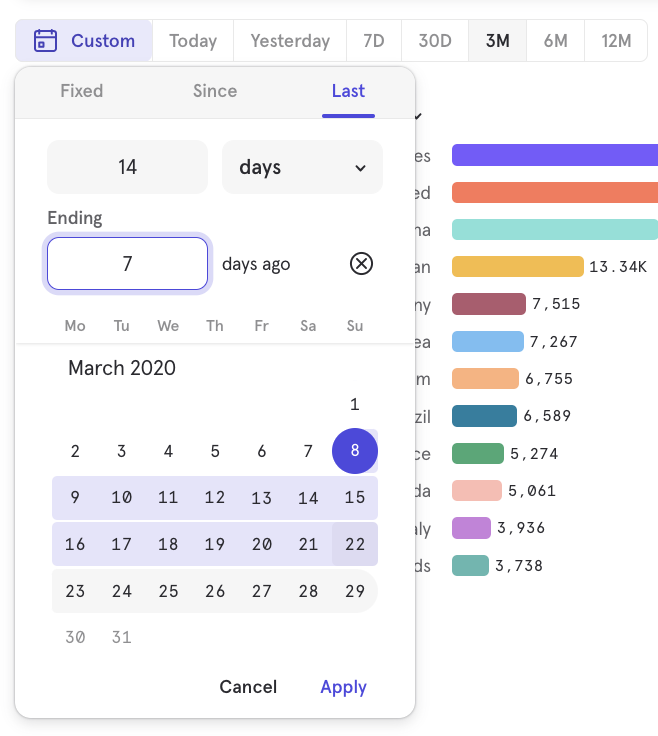 Custom Today Yesterday 7D 30D 3M 6M 12M
Fixed Since Last
14 days
Ending
7 days ago
Mo Tu We Th Fr Sa Su
March 2020
1
2 3 4 5 6 7 8
9 10 11 12 13 14 15
16 17 18 19 20 21 22
23 24 25 26 27 28 29
30 31
Cancel Apply
es
ed
na
an 13.34K
ny 7,515
ea 7,267
m 6,755
zil 6,589
ce 5,274
da 5,061
aly 3,936
ds 3,738